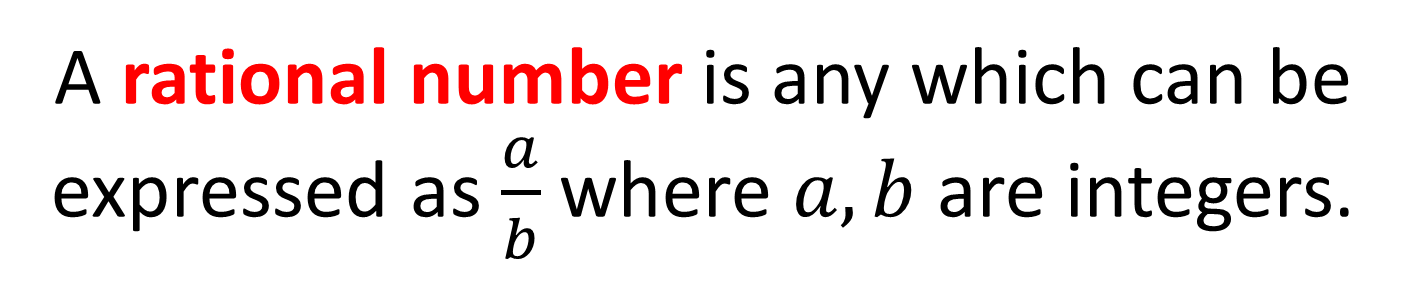 A rational number is any which can be
expressed as a/b where a, b are integers.